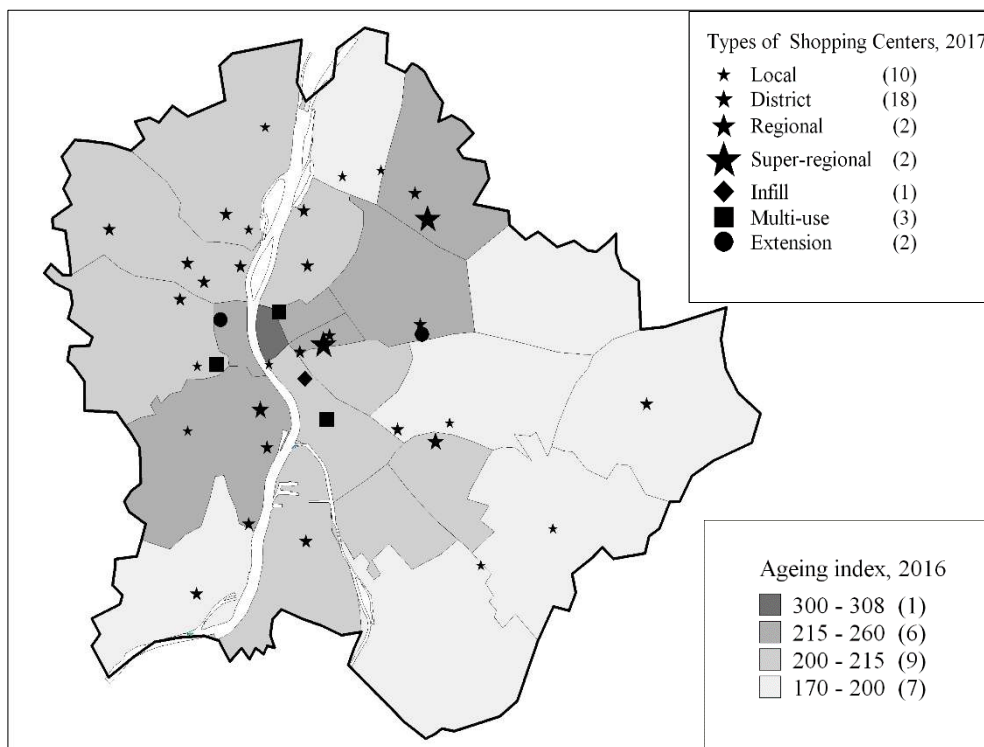 Types of Shopping Centers, 2017
Local (10)
District (18)
Regional (2)
Super-regional (2)
Infill (1)
Multi-use (3)
Extension (2)
Ageing index, 2016
300 - 308 (1)
215 - 260 (6)
200 - 215 (9)
170 - 200 (7)